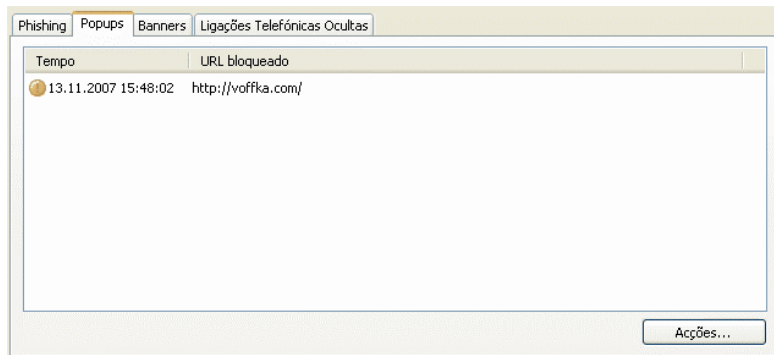 Phishing Popups Banners Ligações Telefónicas Ocultas
Tempo URL bloqueado
13.11.2007 15:48:02 http://voffka.com/
Acções...